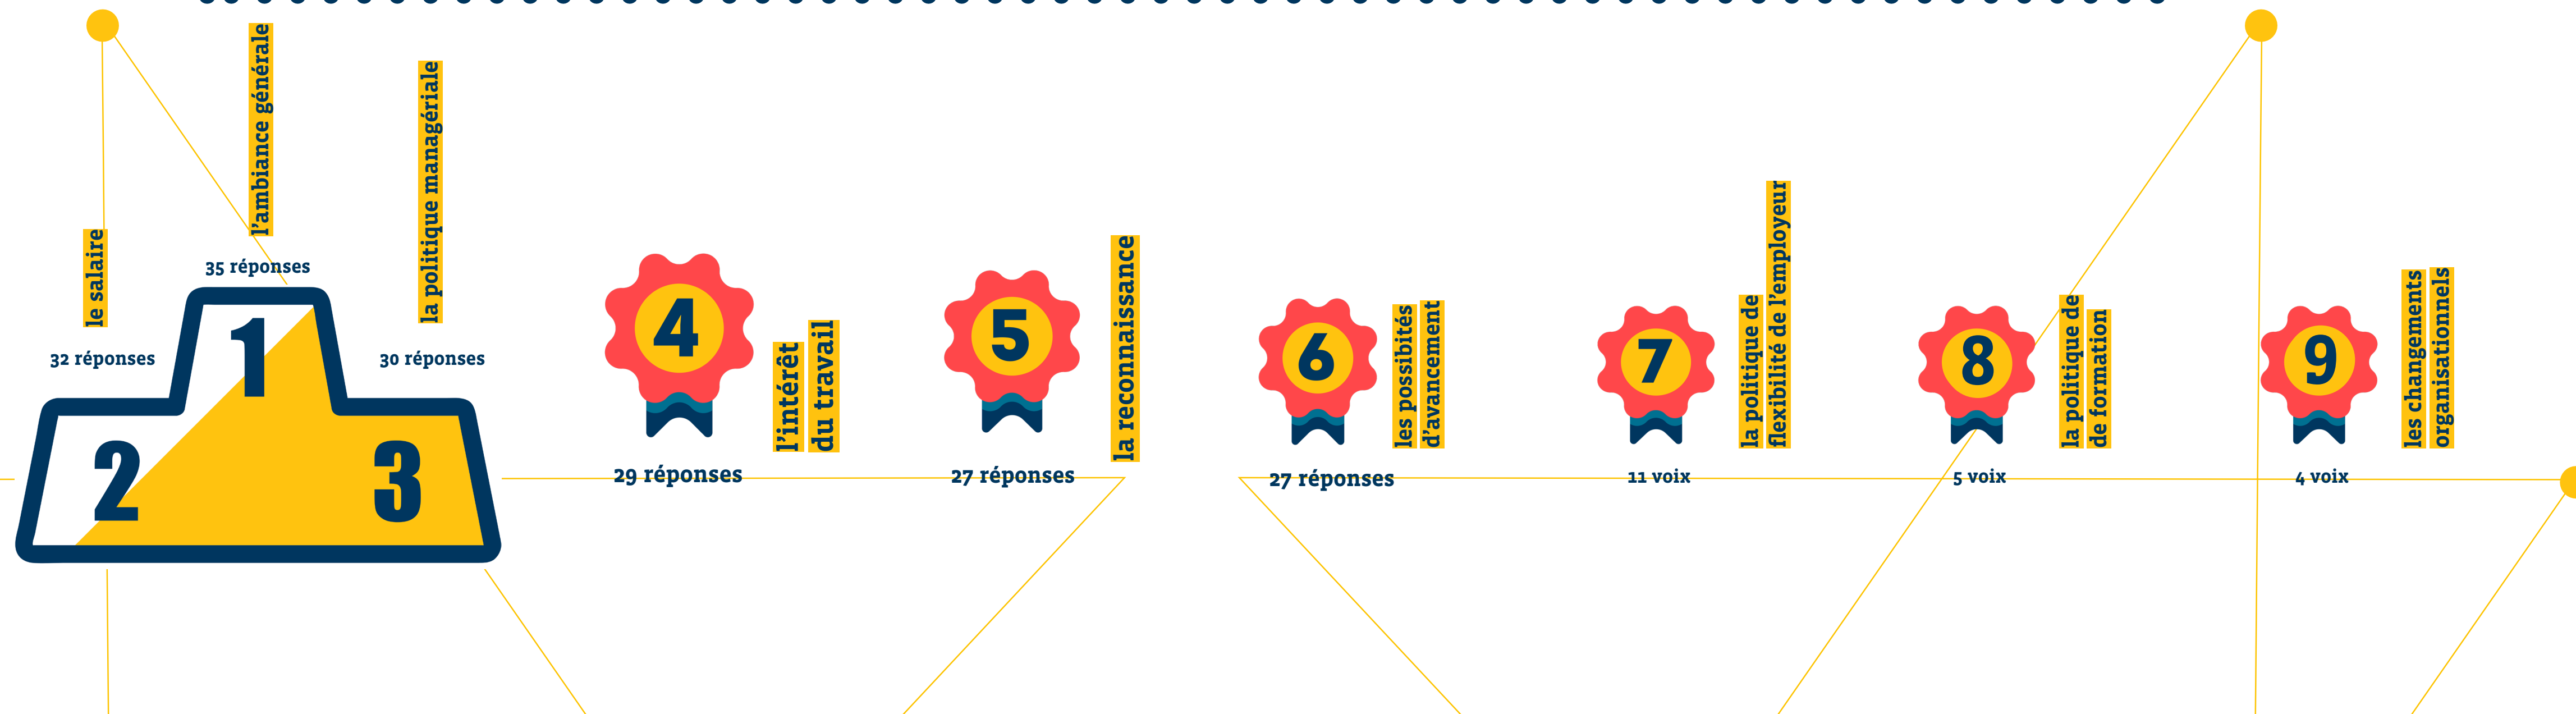 l'ambiance générale
35 réponses
1
le salaire
32 réponses
2
la politique managériale
30 réponses
3
4
l'intérêt
du travail
29 réponses
5
la reconnaissance
27 réponses
6
les possibités
d'avancement
27 réponses
7
la politique de
flexibilité de l'employeur
11 voix
8
la politique de
de formation
5 voix
9
les changements
organisationnels
4 voix